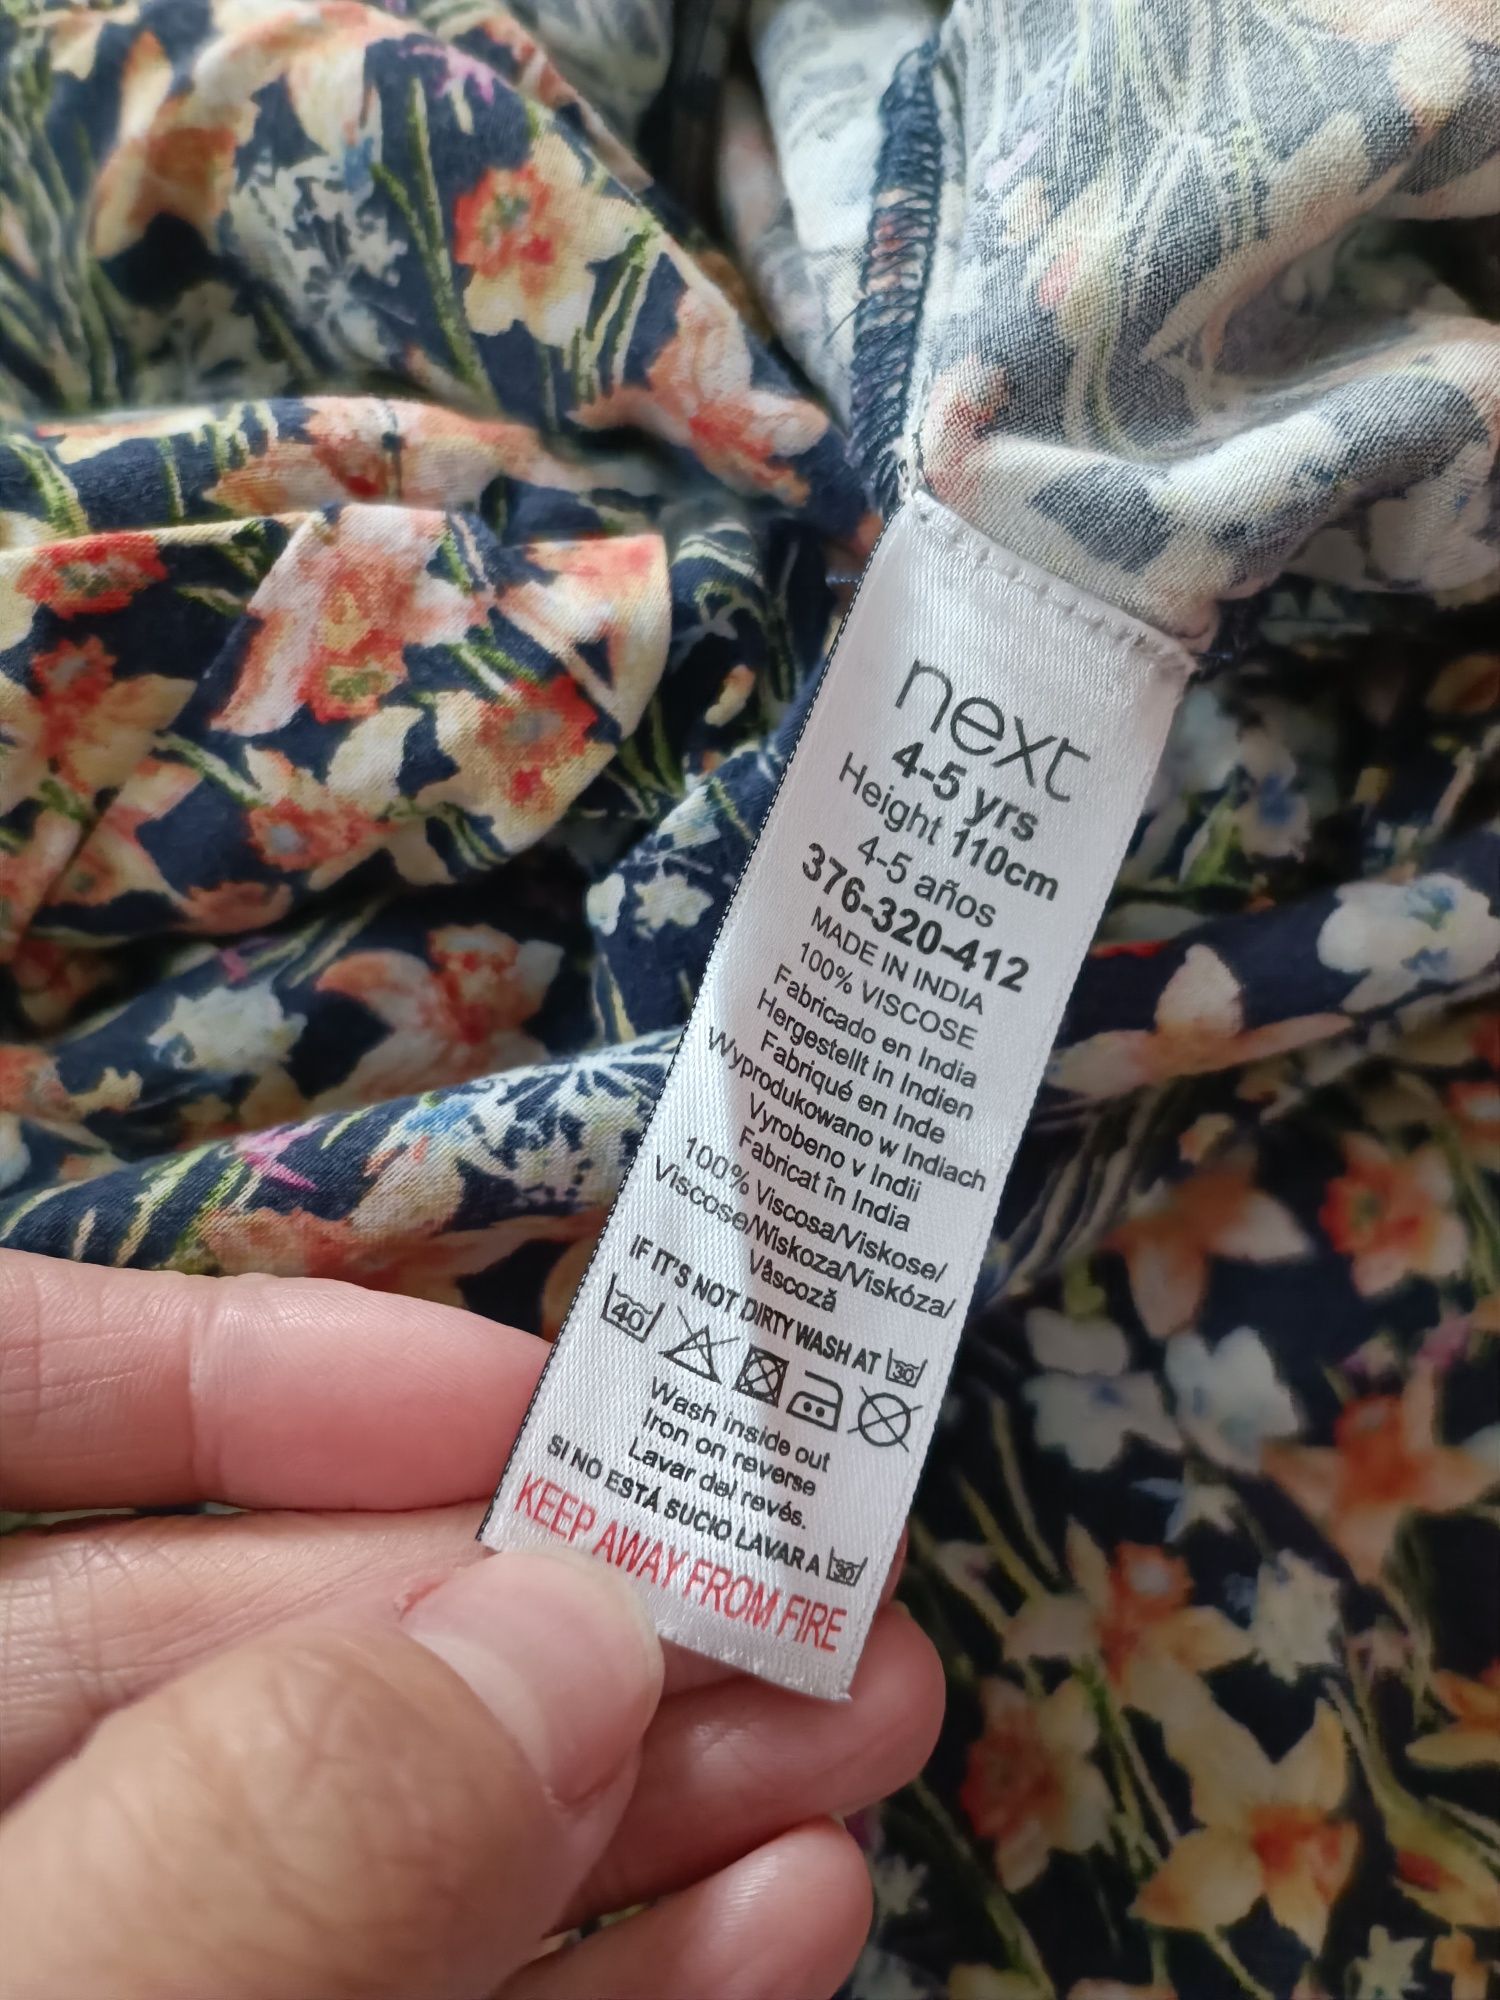 next
4-5 yrs
Height 110cm
4-5 años
376-320-412
MADE IN INDIA
100% VISCOSE
Fabricado en India
Hergestellt in Indien
Fabriqué en Inde
Wyprodukowano w Indiach
Vyrobeno v Indii
Fabricat în India
100% Viscosa/Viskose/
Viscose/Wiskoza/Viskóza/
Vâscoză
IF IT'S NOT DIRTY WASH AT 30
40
Wash inside out
Iron on reverse
Lavar del revés.
SI NO ESTÁ SUCIO LAVAR A 30
KEEP AWAY FROM FIRE